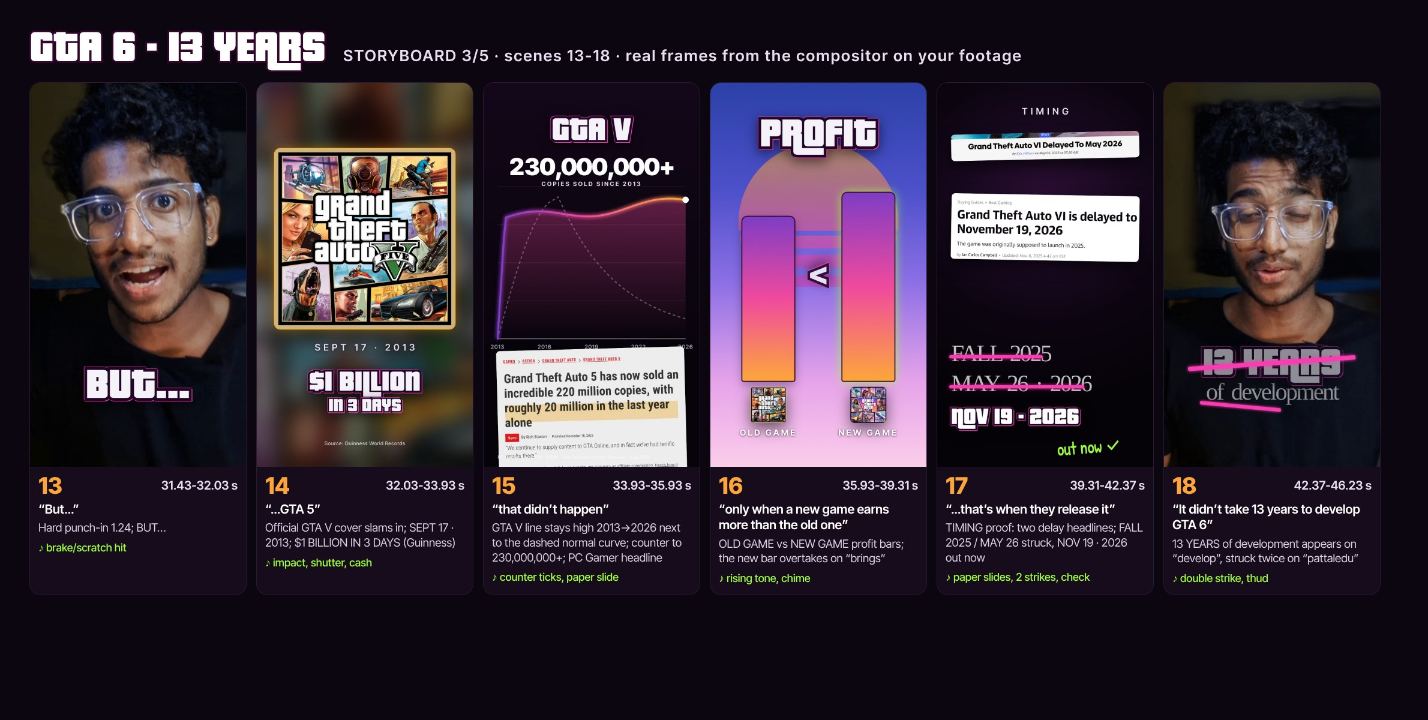 GTA 6 - 13 YEARS
STORYBOARD 3/5 · scenes 13-18 · real frames from the compositor on your footage
BUT...
13
31.43-32.03 s
“But...”
Hard punch-in 1.24; BUT...
♪ brake/scratch hit
grand
theft
auto
V
FIVE
SEPT 17 · 2013
$1 BILLION
IN 3 DAYS
Source: Guinness World Records
14
32.03-33.93 s
“...GTA 5”
Official GTA V cover slams in; SEPT 17 ·
2013; $1 BILLION IN 3 DAYS (Guinness)
♪ impact, shutter, cash
GTA V
230,000,000+
COPIES SOLD SINCE 2013
2013 2016 2019 2022 2026
Grand Theft Auto 5 has now sold an
incredible 220 million copies, with
roughly 20 million in the last year
alone
15
33.93-35.93 s
“that didn’t happen”
GTA V line stays high 2013→2026 next
to the dashed normal curve; counter to
230,000,000+; PC Gamer headline
♪ counter ticks, paper slide
PROFIT
<
OLD GAME
NEW GAME
16
35.93-39.31 s
“only when a new game earns
more than the old one”
OLD GAME vs NEW GAME profit bars;
the new bar overtakes on “brings”
♪ rising tone, chime
TIMING
Grand Theft Auto VI Delayed To May 2026
Grand Theft Auto VI is delayed to
November 19, 2026
The game was originally supposed to launch in 2025.
FALL 2025
MAY 26 · 2026
NOV 19 - 2026
out now ✓
17
39.31-42.37 s
“...that’s when they release it”
TIMING proof: two delay headlines; FALL
2025 / MAY 26 struck, NOV 19 · 2026
out now
♪ paper slides, 2 strikes, check
13 YEARS
of development
18
42.37-46.23 s
“It didn’t take 13 years to develop
GTA 6”
13 YEARS of development appears on
“develop”, struck twice on “pattaledu”
♪ double strike, thud